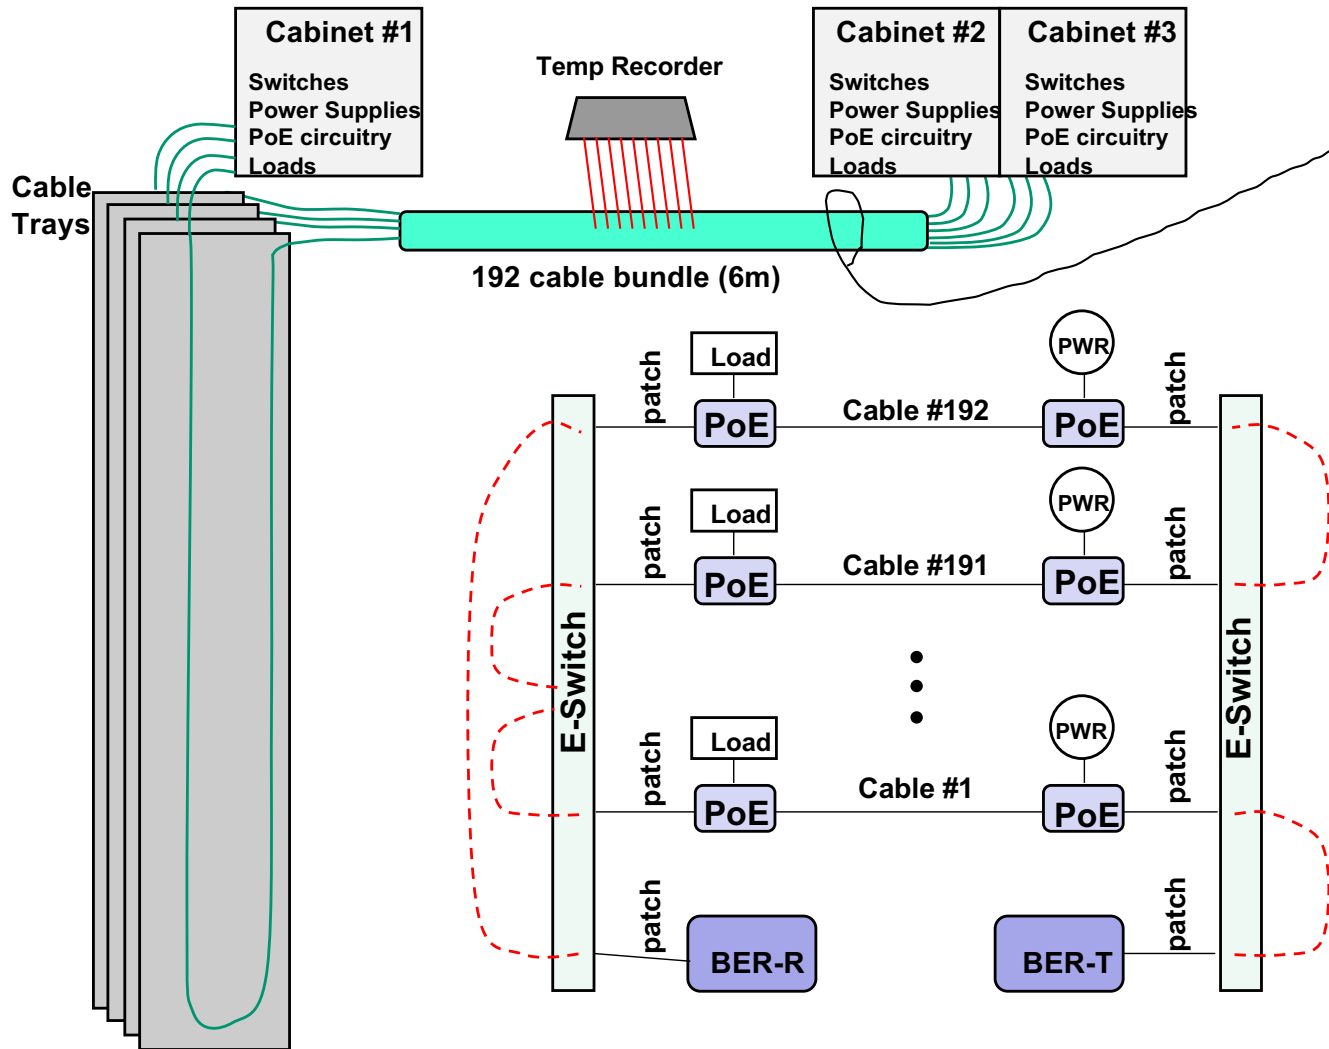 Cabinet #1
Switches
Power Supplies
PoE circuitry
Loads
Temp Recorder
Cabinet #2
Switches
Power Supplies
PoE circuitry
Loads
Cabinet #3
Switches
Power Supplies
PoE circuitry
Loads
Cable
Trays
192 cable bundle (6m)
E-Switch
patch
Load
PoE
Cable #192
PWR
PoE
patch
patch
Load
PoE
Cable #191
PWR
PoE
patch
patch
Load
PoE
Cable #1
PWR
PoE
patch
patch
BER-R
BER-T
patch
E-Switch